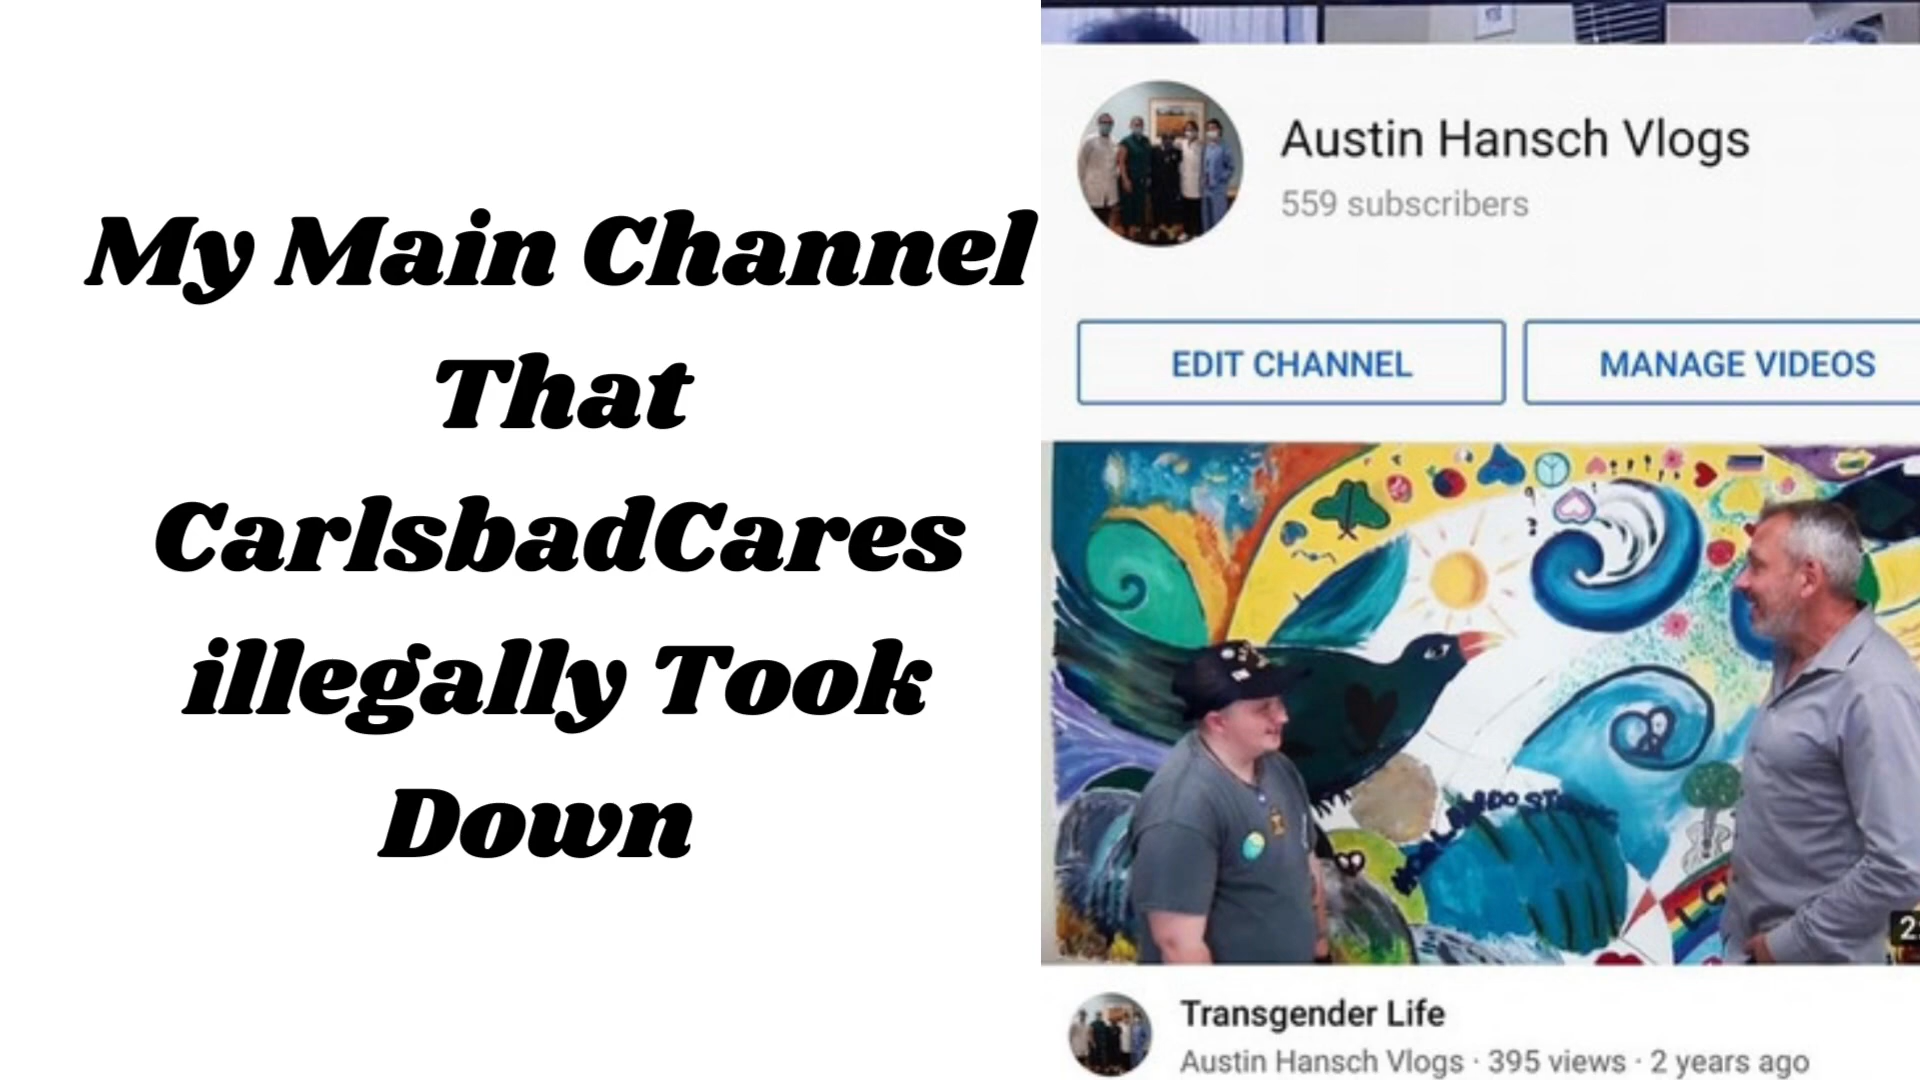 My Main Channel
That
CarlsbadCares
illegally Took
Down
Austin Hansch Vlogs
559 subscribers
EDIT CHANNEL
MANAGE VIDEOS
Transgender Life
Austin Hansch Vlogs · 395 views · 2 years ago